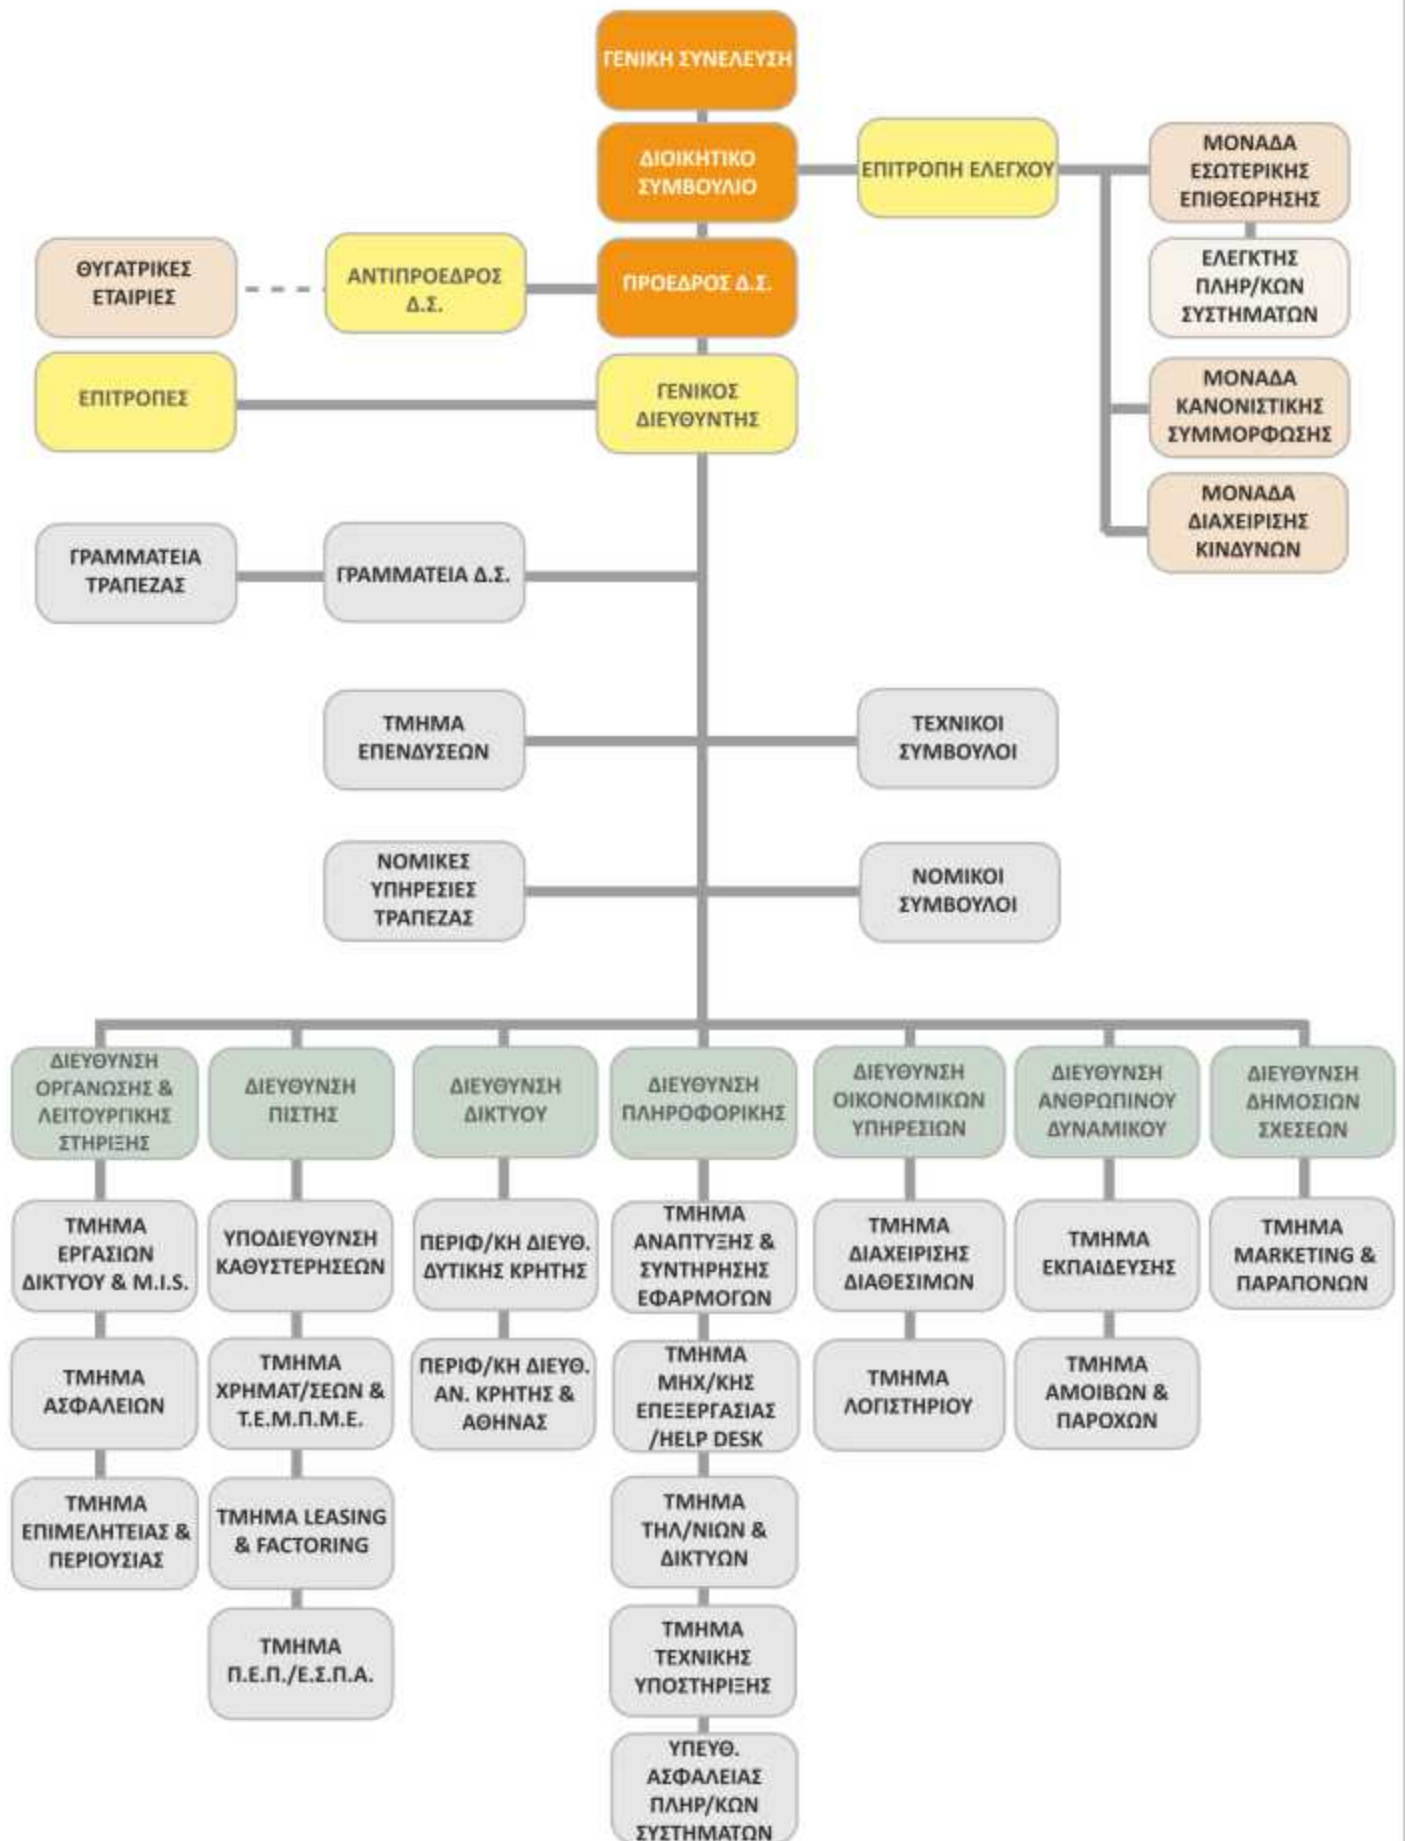 ΓΕΝΙΚΗ ΣΥΝΕΛΕΥΣΗ
ΔΙΟΙΚΗΤΙΚΟ
ΣΥΜΒΟΥΛΙΟ
ΕΠΙΤΡΟΠΗ ΕΛΕΓΧΟΥ
ΜΟΝΑΔΑ
ΕΣΩΤΕΡΙΚΗΣ
ΕΠΙΘΕΩΡΗΣΗΣ
ΘΥΓΑΤΡΙΚΕΣ
ΕΤΑΙΡΙΕΣ
ΑΝΤΙΠΡΟΕΔΡΟΣ
Δ.Σ.
ΠΡΟΕΔΡΟΣ Δ.Σ.
ΕΛΕΓΚΤΗΣ
ΠΛΗΡ/ΚΩΝ
ΣΥΣΤΗΜΑΤΩΝ
ΕΠΙΤΡΟΠΕΣ
ΓΕΝΙΚΟΣ
ΔΙΕΥΘΥΝΤΗΣ
ΜΟΝΑΔΑ
ΚΑΝΟΝΙΣΤΙΚΗΣ
ΣΥΜΜΟΡΦΩΣΗΣ
ΜΟΝΑΔΑ
ΔΙΑΧΕΙΡΙΣΗΣ
ΚΙΝΔΥΝΩΝ
ΓΡΑΜΜΑΤΕΙΑ
ΤΡΑΠΕΖΑΣ
ΓΡΑΜΜΑΤΕΙΑ Δ.Σ.
ΤΜΗΜΑ
ΕΠΕΝΔΥΣΕΩΝ
ΤΕΧΝΙΚΟΙ
ΣΥΜΒΟΥΛΟΙ
ΝΟΜΙΚΕΣ
ΥΠΗΡΕΣΙΕΣ
ΤΡΑΠΕΖΑΣ
ΝΟΜΙΚΟΙ
ΣΥΜΒΟΥΛΟΙ
ΔΙΕΥΘΥΝΣΗ
ΟΡΓΑΝΩΣΗΣ &
ΛΕΙΤΟΥΡΓΙΚΗΣ
ΣΤΗΡΙΞΗΣ
ΔΙΕΥΘΥΝΣΗ
ΠΙΣΤΗΣ
ΔΙΕΥΘΥΝΣΗ
ΔΙΚΤΥΟΥ
ΔΙΕΥΘΥΝΣΗ
ΠΛΗΡΟΦΟΡΙΚΗΣ
ΔΙΕΥΘΥΝΣΗ
ΟΙΚΟΝΟΜΙΚΩΝ
ΥΠΗΡΕΣΙΩΝ
ΔΙΕΥΘΥΝΣΗ
ΑΝΘΡΩΠΙΝΟΥ
ΔΥΝΑΜΙΚΟΥ
ΔΙΕΥΘΥΝΣΗ
ΔΗΜΟΣΙΩΝ
ΣΧΕΣΕΩΝ
ΤΜΗΜΑ
ΕΡΓΑΣΙΩΝ
ΔΙΚΤΥΟΥ & M.I.S.
ΥΠΟΔΙΕΥΘΥΝΣΗ
ΚΑΘΥΣΤΕΡΗΣΕΩΝ
ΠΕΡΙΦ/ΚΗ ΔΙΕΥΘ.
ΔΥΤΙΚΗΣ ΚΡΗΤΗΣ
ΤΜΗΜΑ
ΑΝΑΠΤΥΞΗΣ &
ΣΥΝΤΗΡΗΣΗΣ
ΕΦΑΡΜΟΓΩΝ
ΤΜΗΜΑ
ΔΙΑΧΕΙΡΙΣΗΣ
ΔΙΑΘΕΣΙΜΩΝ
ΤΜΗΜΑ
ΕΚΠΑΙΔΕΥΣΗΣ
ΤΜΗΜΑ
MARKETING &
ΠΑΡΑΠΟΝΩΝ
ΤΜΗΜΑ
ΑΣΦΑΛΕΙΩΝ
ΤΜΗΜΑ
ΧΡΗΜΑΤ/ΣΕΩΝ &
Τ.Ε.Μ.Π.Μ.Ε.
ΠΕΡΙΦ/ΚΗ ΔΙΕΥΘ.
ΑΝ. ΚΡΗΤΗΣ &
ΑΘΗΝΑΣ
ΤΜΗΜΑ
ΜΗΧ/ΚΗΣ
ΕΠΕΞΕΡΓΑΣΙΑΣ
/HELP DESK
ΤΜΗΜΑ
ΛΟΓΙΣΤΗΡΙΟΥ
ΤΜΗΜΑ
ΑΜΟΙΒΩΝ &
ΠΑΡΟΧΩΝ
ΤΜΗΜΑ
ΕΠΙΜΕΛΗΤΕΙΑΣ &
ΠΕΡΙΟΥΣΙΑΣ
ΤΜΗΜΑ LEASING
& FACTORING
ΤΜΗΜΑ
ΤΗΛ/ΝΙΩΝ &
ΔΙΚΤΥΩΝ
ΤΜΗΜΑ
Π.Ε.Π./Ε.Σ.Π.Α.
ΤΜΗΜΑ
ΤΕΧΝΙΚΗΣ
ΥΠΟΣΤΗΡΙΞΗΣ
ΥΠΕΥΘ.
ΑΣΦΑΛΕΙΑΣ
ΠΛΗΡ/ΚΩΝ
ΣΥΣΤΗΜΑΤΩΝ